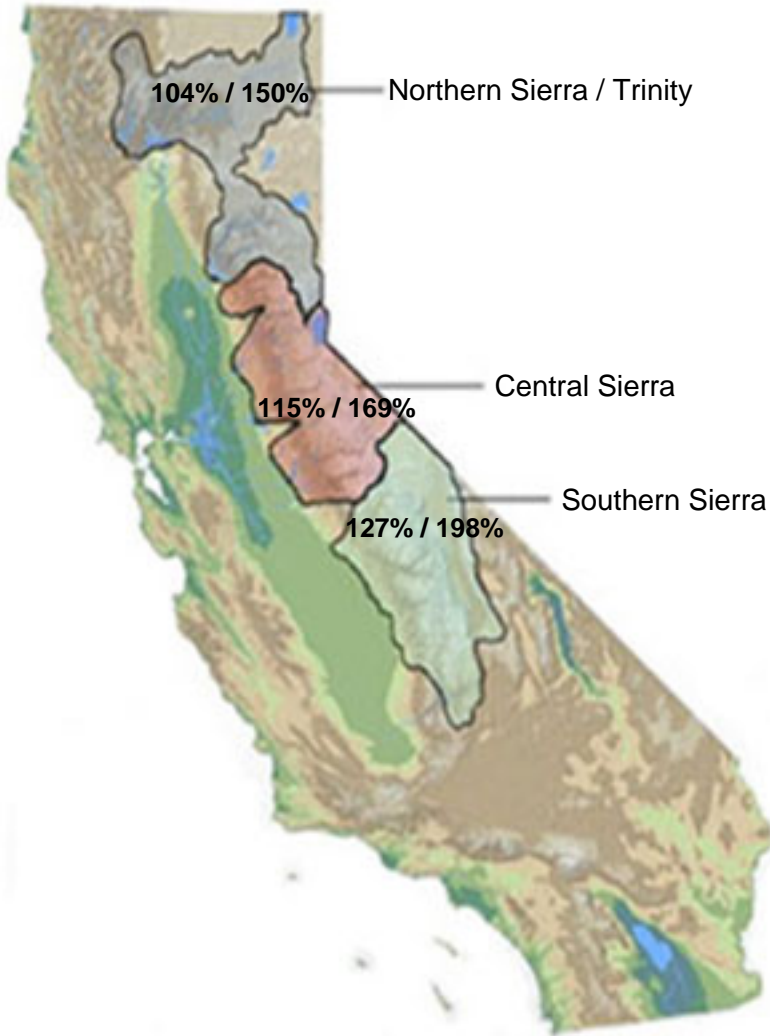 104% / 150%
Northern Sierra / Trinity
Central Sierra
115% / 169%
Southern Sierra
127% / 198%